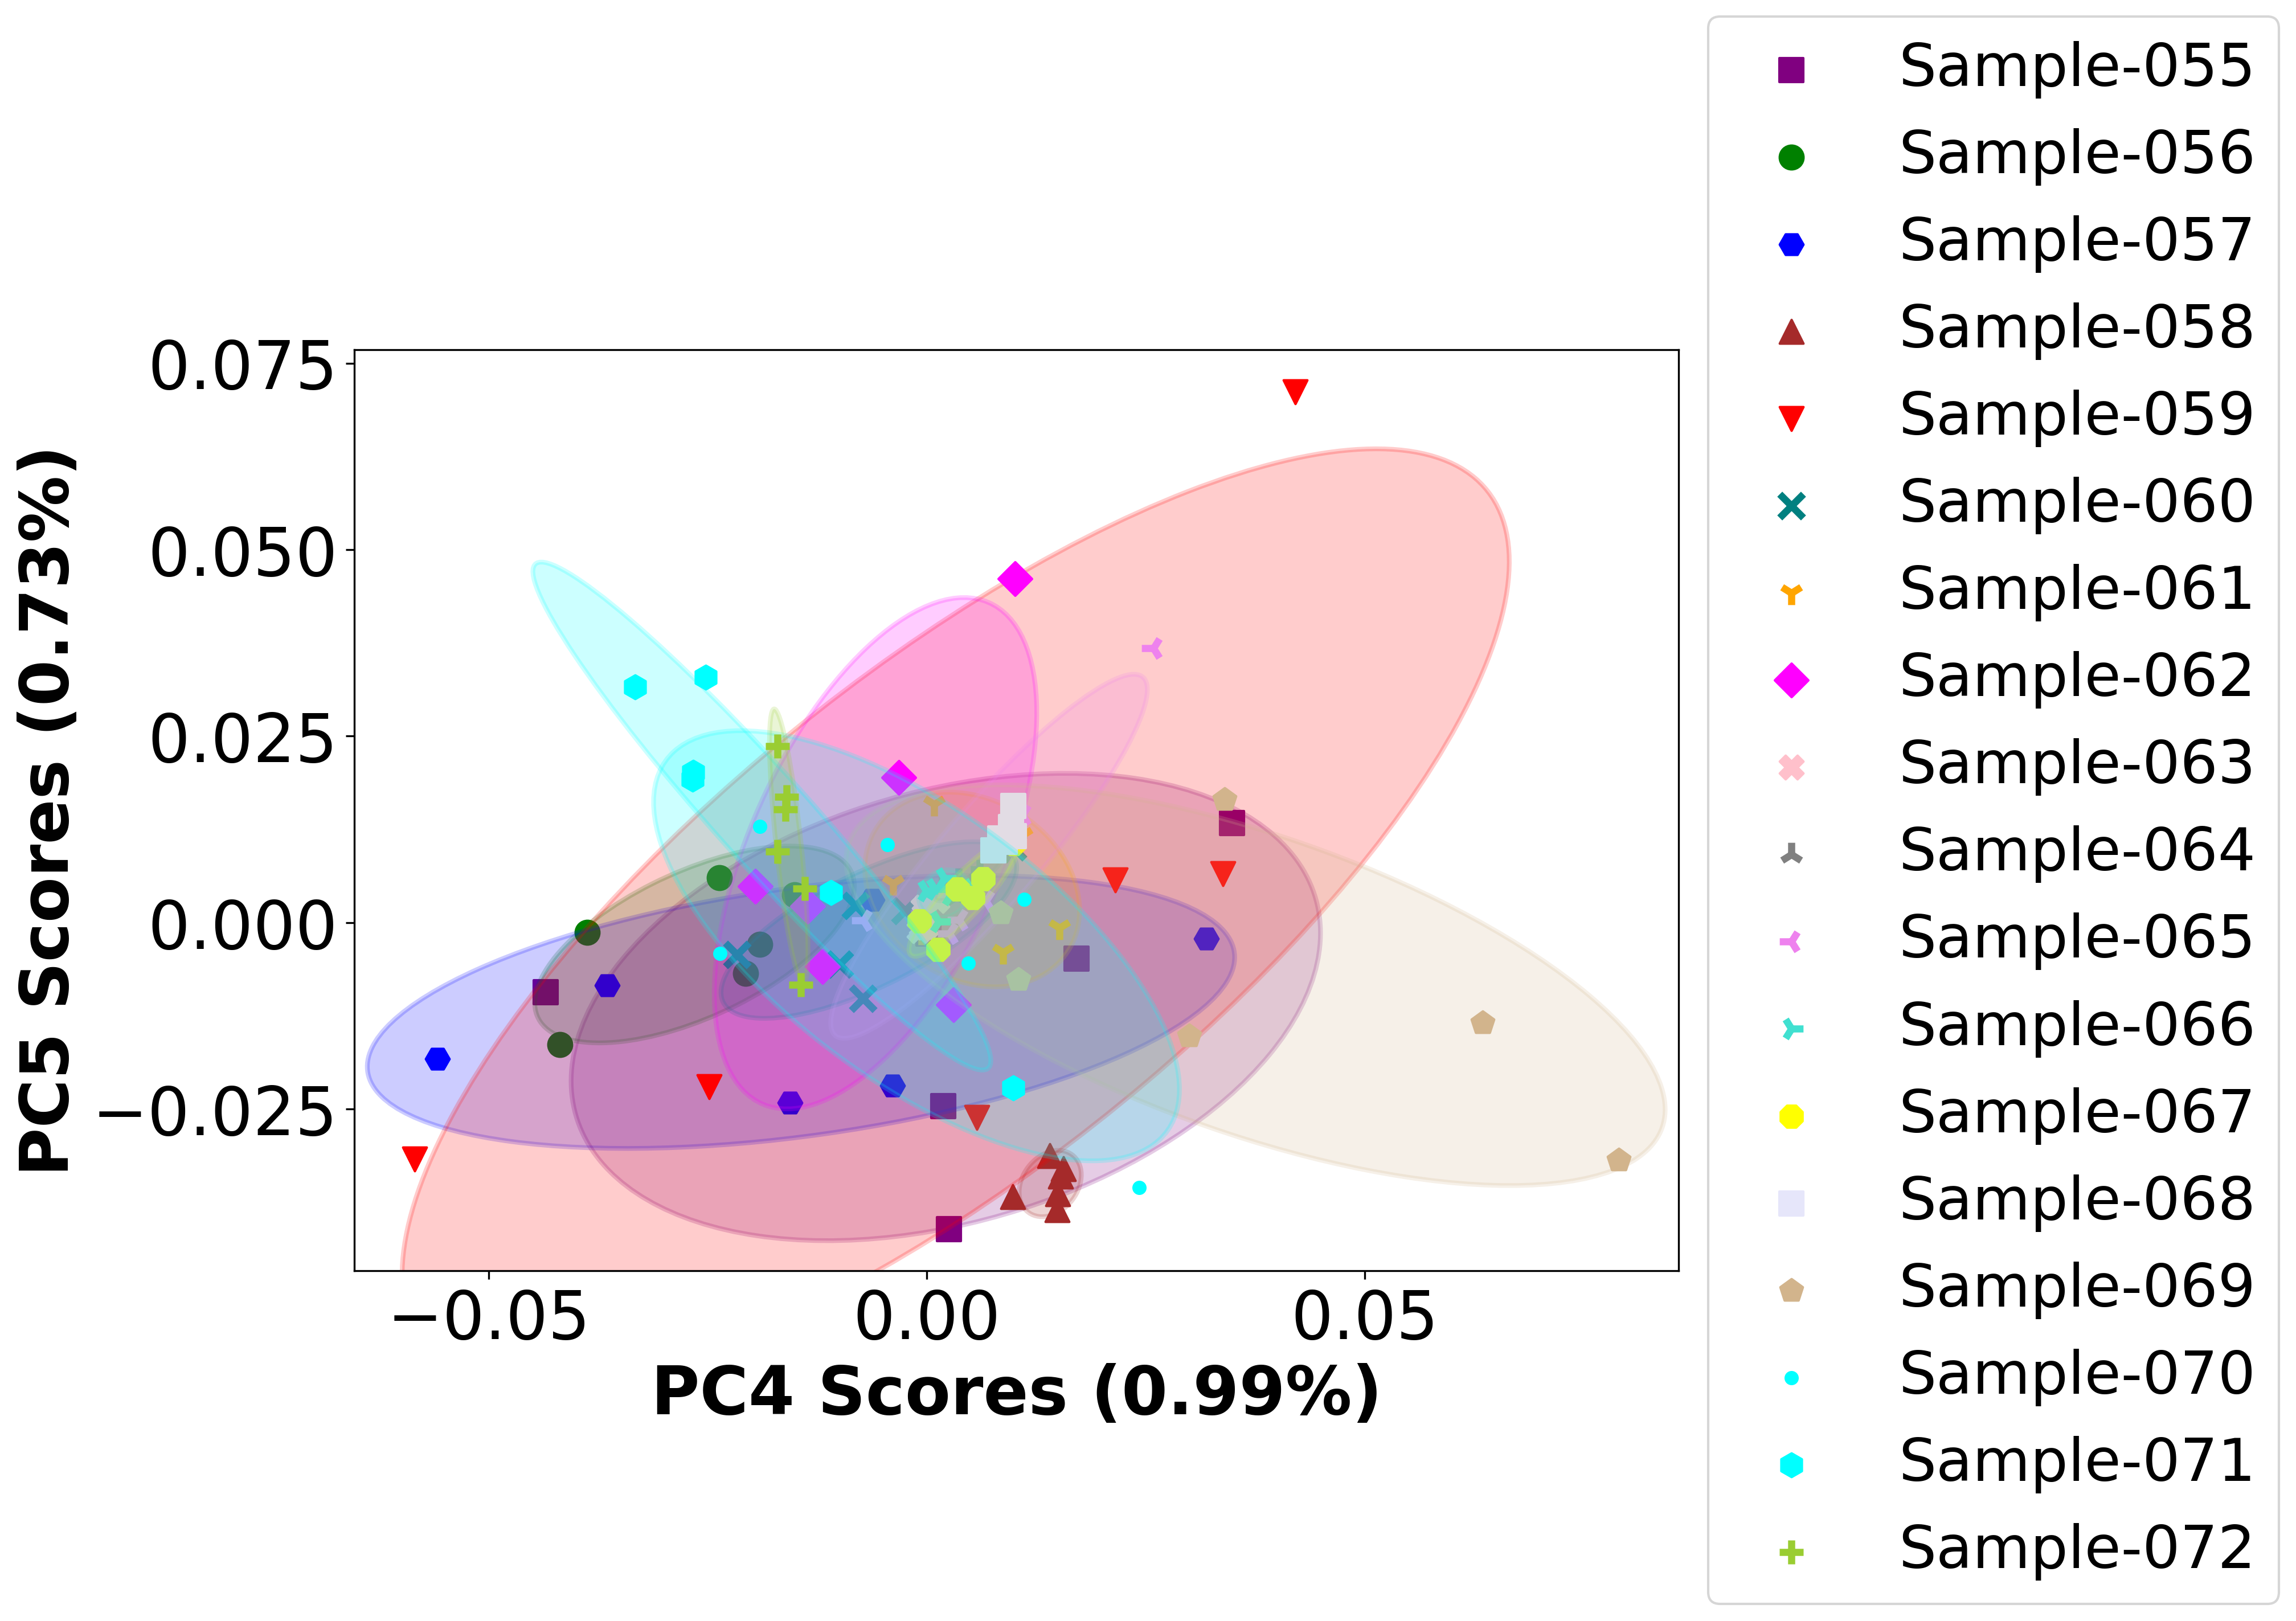 0.075
0.050
0.025
0.000
−0.025
PC5 Scores (0.73%)
−0.05
0.00
0.05
PC4 Scores (0.99%)
Sample-055
Sample-056
Sample-057
Sample-058
Sample-059
Sample-060
Sample-061
Sample-062
Sample-063
Sample-064
Sample-065
Sample-066
Sample-067
Sample-068
Sample-069
Sample-070
Sample-071
Sample-072